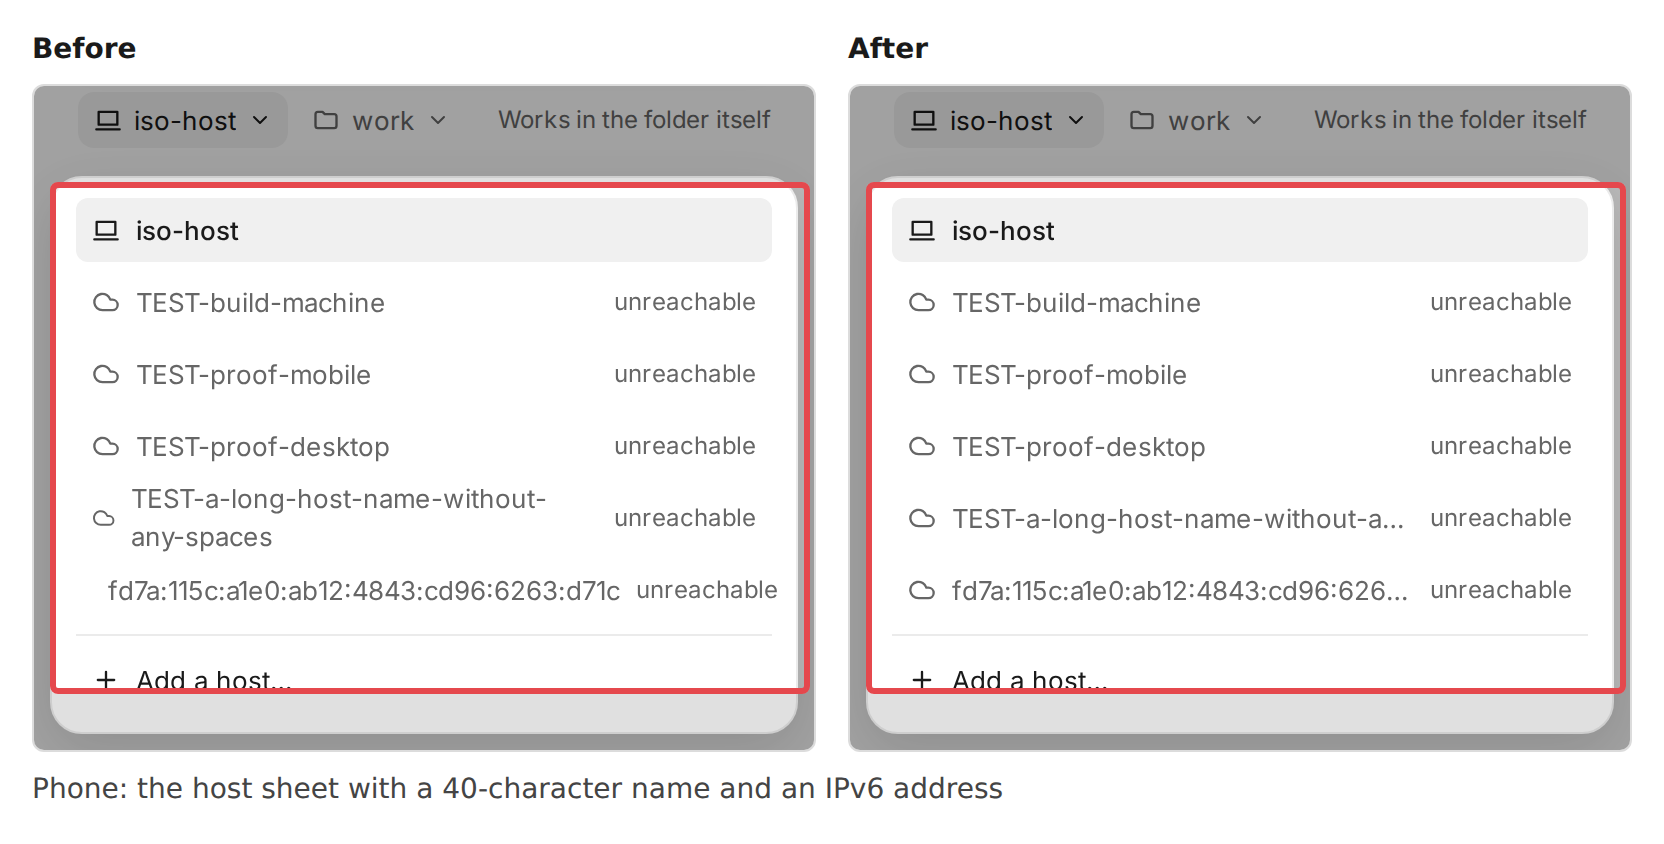 Before
iso-host
work
Works in the folder itself
iso-host
TEST-build-machine
unreachable
TEST-proof-mobile
unreachable
TEST-proof-desktop
unreachable
TEST-a-long-host-name-without-
any-spaces
unreachable
fd7a:115c:a1e0:ab12:4843:cd96:6263:d71c
unreachable
Add a host...
After
iso-host
work
Works in the folder itself
iso-host
TEST-build-machine
unreachable
TEST-proof-mobile
unreachable
TEST-proof-desktop
unreachable
TEST-a-long-host-name-without-a...
unreachable
fd7a:115c:a1e0:ab12:4843:cd96:626...
unreachable
Add a host...
Phone: the host sheet with a 40-character name and an IPv6 address